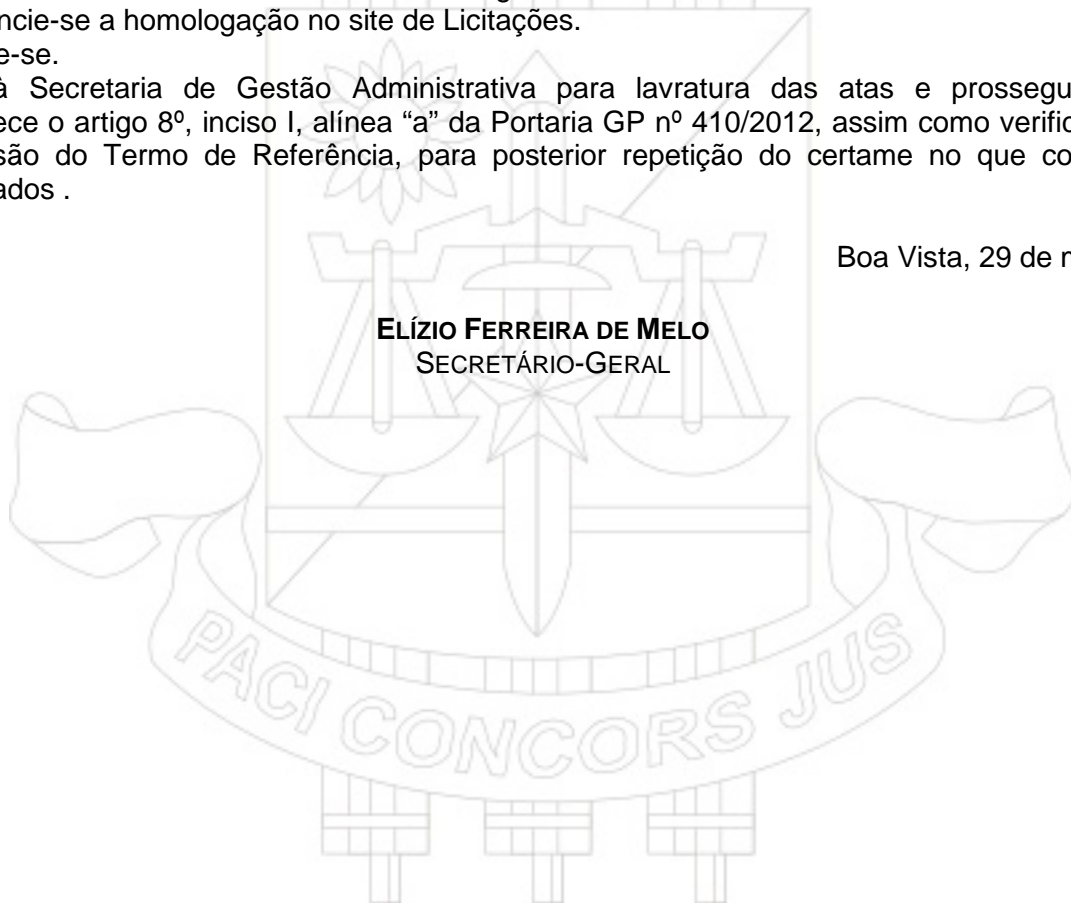 ncie-se a homologação no site de Licitações.
e-se.
à Secretaria de Gestão Administrativa para lavratura das atas e prossegu
ece o artigo 8º, inciso I, alínea “a” da Portaria GP nº 410/2012, assim como verific
são do Termo de Referência, para posterior repetição do certame no que co
ados .
Boa Vista, 29 de
ELÍZIO FERREIRA DE MELO
SECRETÁRIO-GERAL
PACI CONCORS JUS